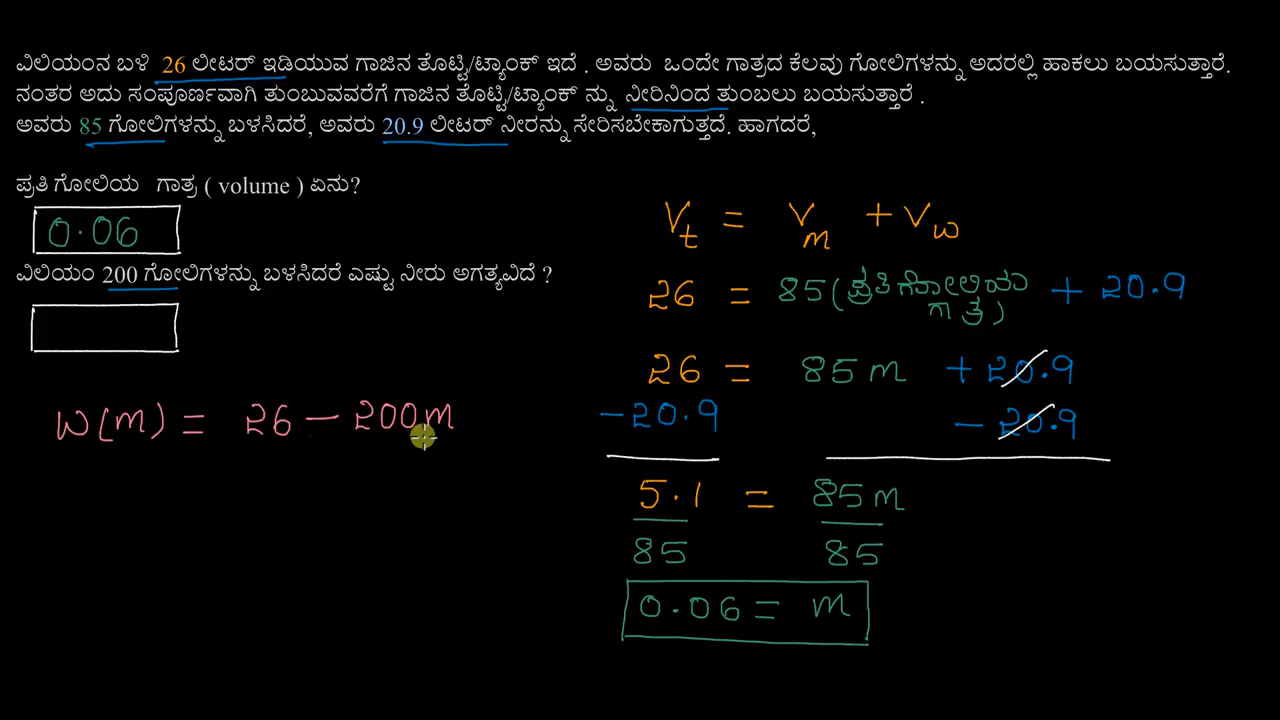 ವಿಲಿಯಂನ ಬಳಿ 26 ಲೀಟರ್ ಇಡಿಯುವ ಗಾಜಿನ ತೊಟ್ಟಿ/ಟ್ಯಾಂಕ್ ಇದೆ . ಅವರು ಒಂದೇ ಗಾತ್ರದ ಕೆಲವು ಗೋಲಿಗಳನ್ನು ಅದರಲ್ಲಿ ಹಾಕಲು ಬಯಸುತ್ತಾರೆ.
ನಂತರ ಅದು ಸಂಪೂರ್ಣವಾಗಿ ತುಂಬುವವರೆಗೆ ಗಾಜಿನ ತೊಟ್ಟಿ/ಟ್ಯಾಂಕ್ ನ್ನು ನೀರಿನಿಂದ ತುಂಬಲು ಬಯಸುತ್ತಾರೆ .
ಅವರು 85 ಗೋಲಿಗಳನ್ನು ಬಳಸಿದರೆ, ಅವರು 20.9 ಲೀಟರ್ ನೀರನ್ನು ಸೇರಿಸಬೇಕಾಗುತ್ತದೆ. ಹಾಗದರೆ,
ಪ್ರತಿ ಗೋಲಿಯ ಗಾತ್ರ ( volume ) ಏನು?
0.06
ವಿಲಿಯಂ 200 ಗೋಲಿಗಳನ್ನು ಬಳಸಿದರೆ ಎಷ್ಟು ನೀರು ಅಗತ್ಯವಿದೆ ?
W(m) = 26 - 200m
Vt = Vm + Vw
26 = 85(ಪ್ರತಿ ಗೋಲಿಯ ಗಾತ್ರ) + 20.9
26 = 85m + 20.9
-20.9 - 20.9
5.1 = 85m
85 85
0.06 = m